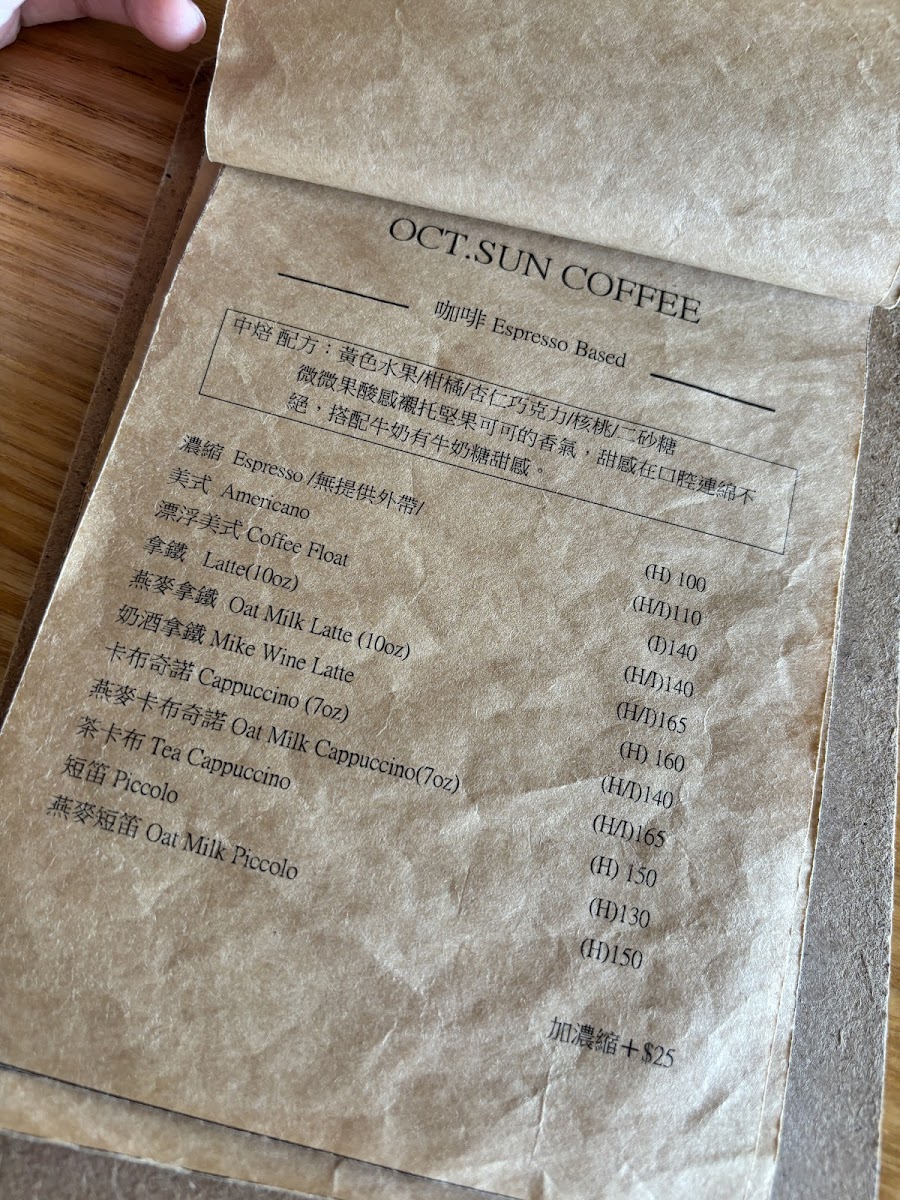 OCT.SUN COFFEE
咖啡 Espresso Based
中焙 配方：黃色水果/柑橘/杏仁巧克力/核桃/二砂糖
微微果酸感襯托堅果可可的香氣，甜感在口腔連綿不
絕，搭配牛奶有牛奶糖甜感。
濃縮 Espresso /無提供外帶/ (H) 100
美式 Americano (H/I)110
漂浮美式 Coffee Float (I)140
拿鐵 Latte(10oz) (H/I)140
燕麥拿鐵 Oat Milk Latte (10oz) (H/I)165
奶酒拿鐵 Mike Wine Latte (H) 160
卡布奇諾 Cappuccino (7oz) (H/I)140
燕麥卡布奇諾 Oat Milk Cappuccino(7oz) (H/I)165
茶卡布 Tea Cappuccino (H) 150
短笛 Piccolo (H)130
燕麥短笛 Oat Milk Piccolo (H)150
加濃縮＋$25